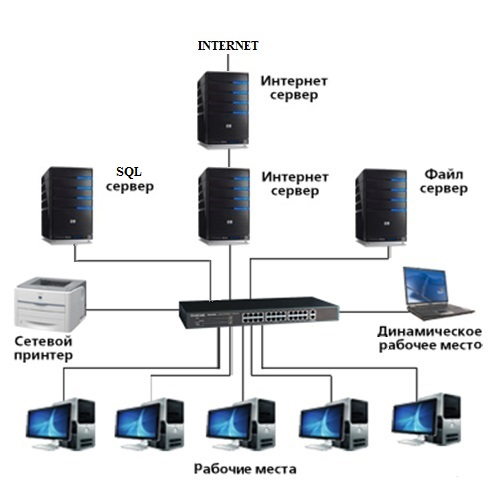 INTERNET
Интернет
сервер
SQL
сервер
Интернет
сервер
Файл
сервер
Сетевой
принтер
Динамическое
рабочее место
Рабочие места